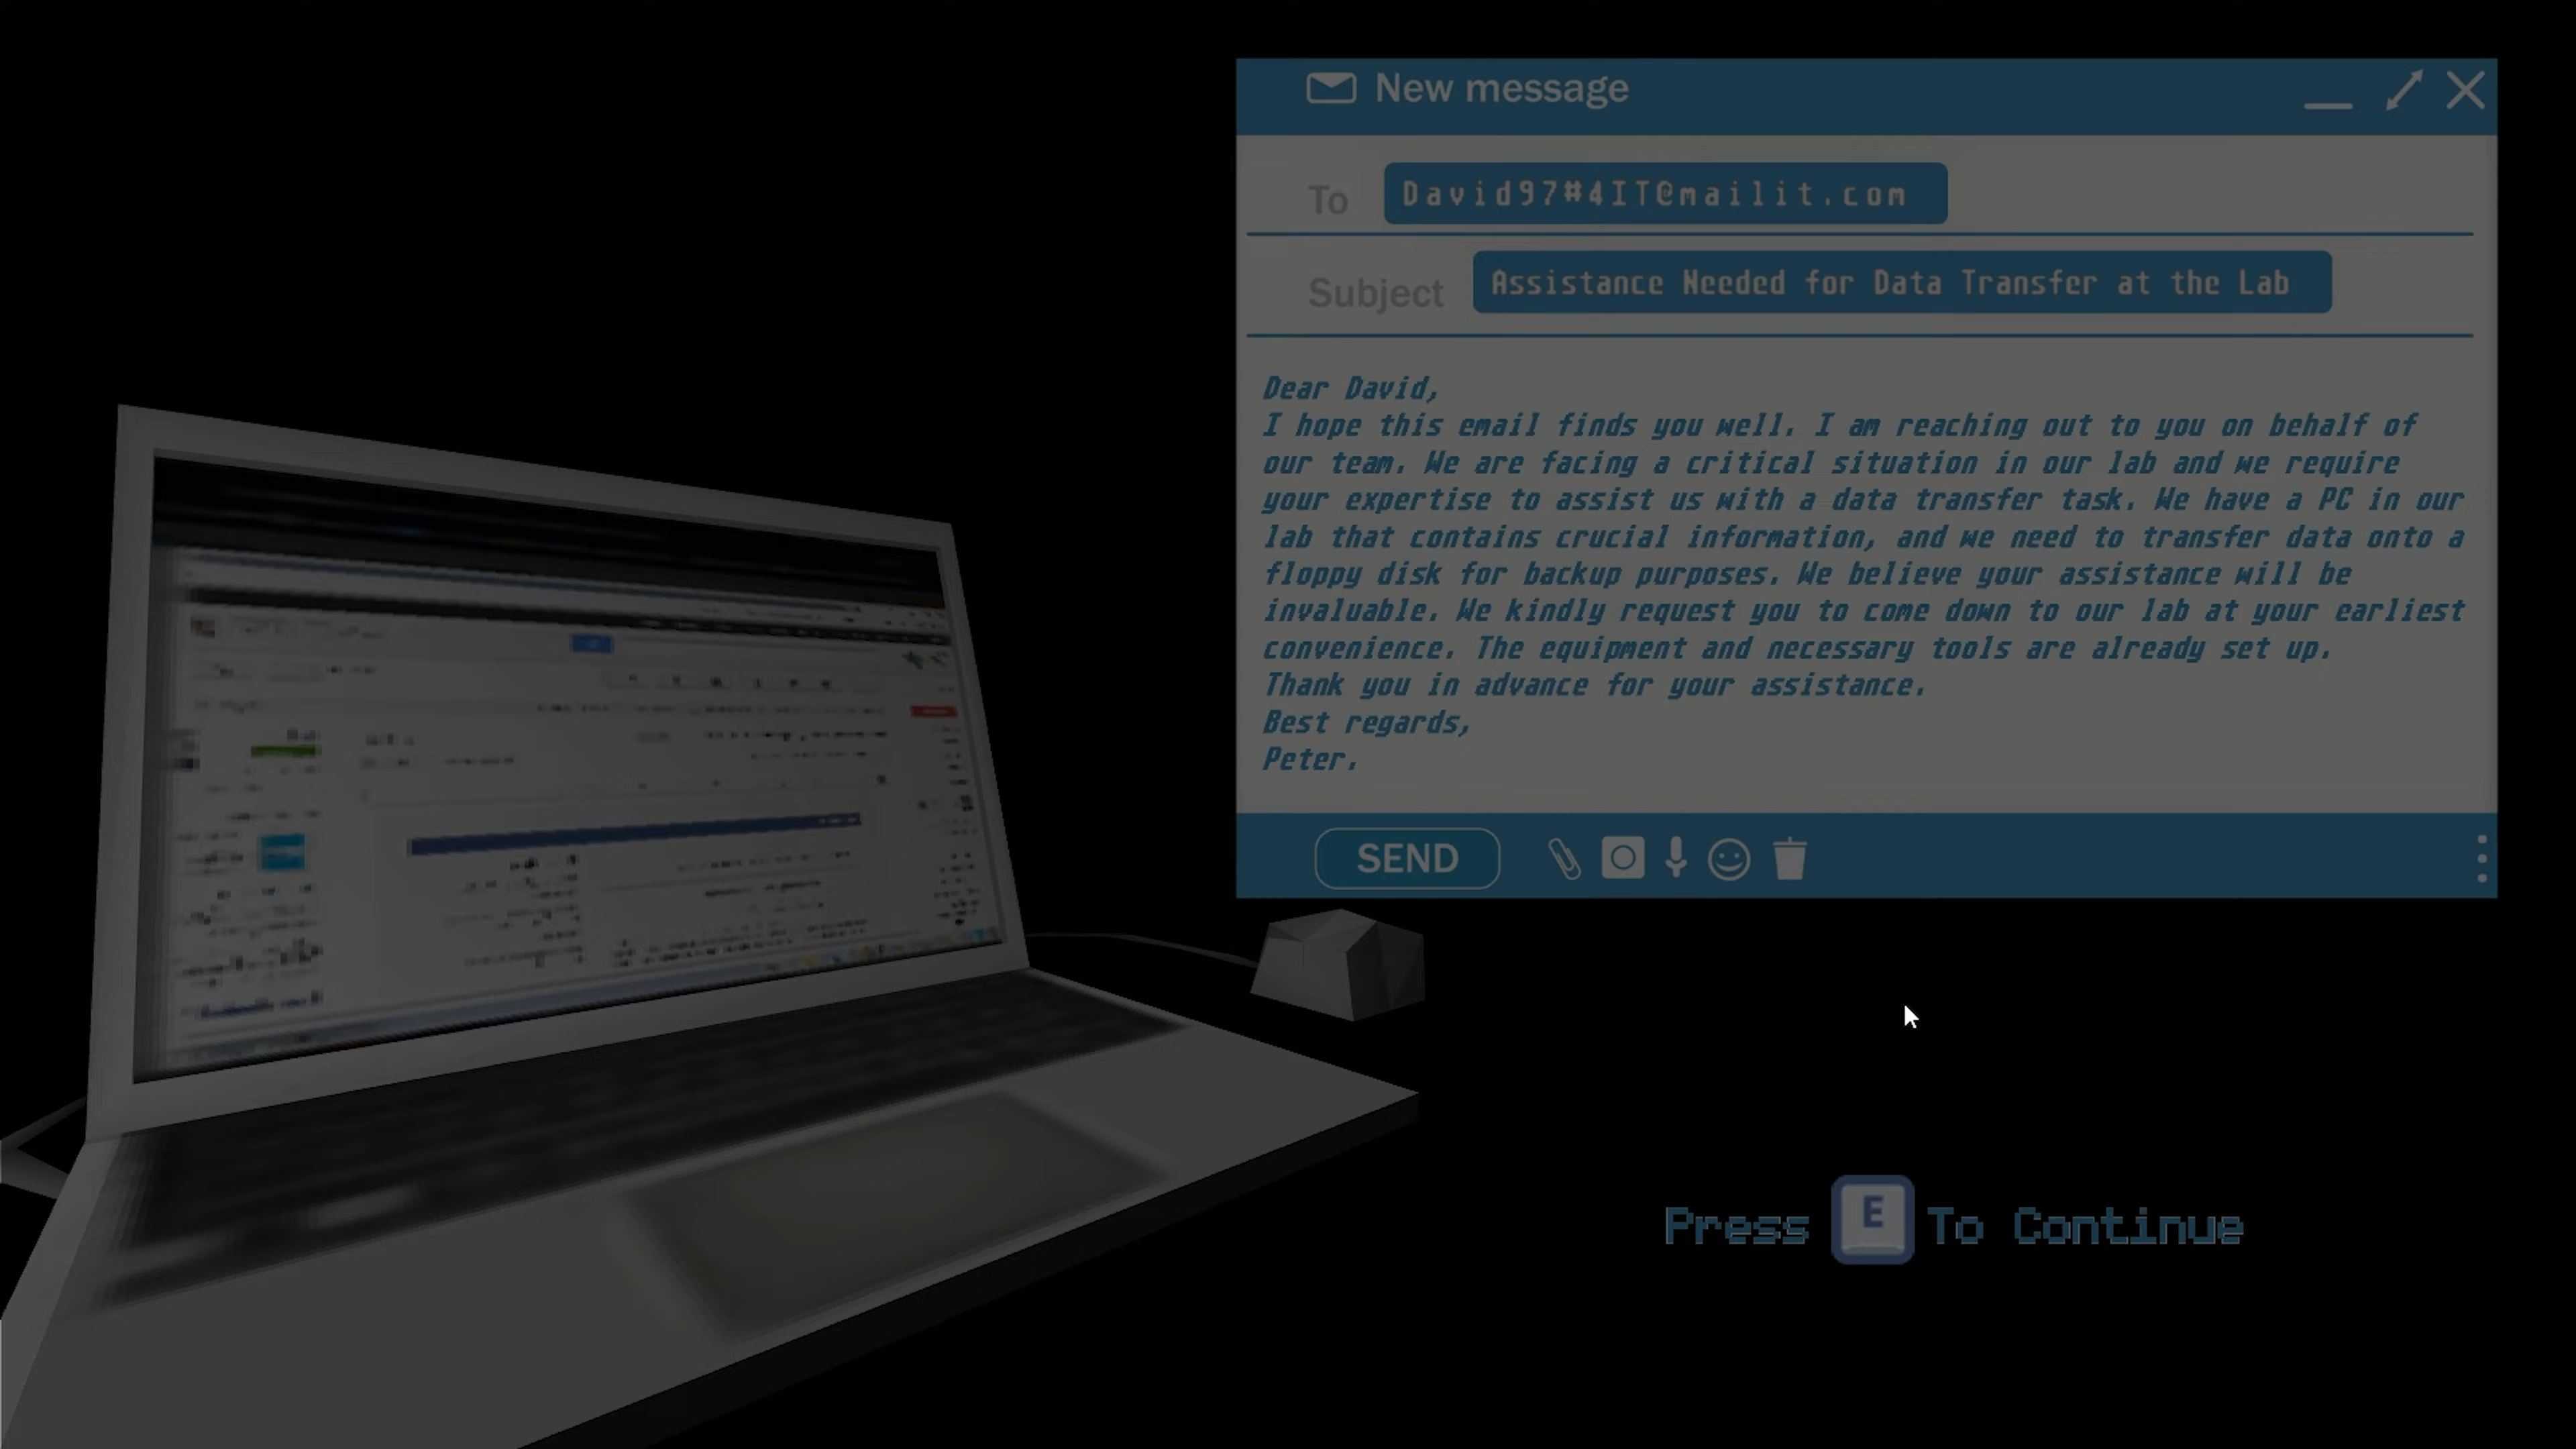 New message
To David97#4IT@mailit.com
Subject Assistance Needed for Data Transfer at the Lab
Dear David,
I hope this email finds you well. I am reaching out to you on behalf of
our team. We are facing a critical situation in our lab and we require
your expertise to assist us with a data transfer task. We have a PC in our
lab that contains crucial information, and we need to transfer data onto a
floppy disk for backup purposes. We believe your assistance will be
invaluable. We kindly request you to come down to our lab at your earliest
convenience. The equipment and necessary tools are already set up.
Thank you in advance for your assistance.
Best regards,
Peter.
SEND
Press E To Continue